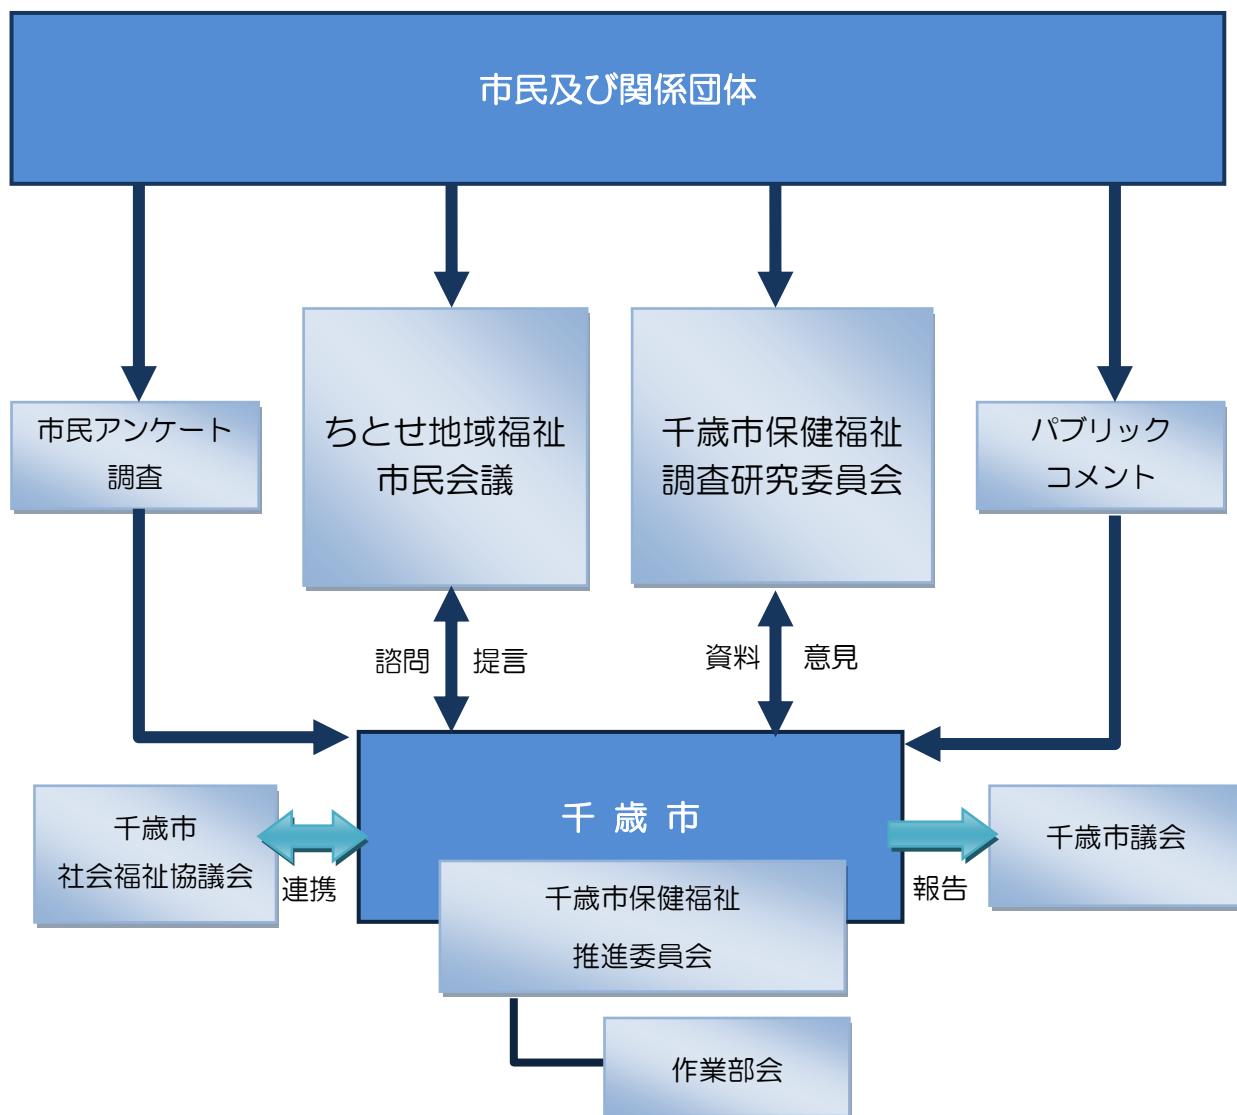 市民及び関係団体
市民アンケート
調査
ちとせ地域福祉
市民会議
千歳市保健福祉
調査研究委員会
パブリック
コメント
諮問
提言
資料
意見
千歳市
社会福祉協議会
連携
千歳市
報告
千歳市議会
千歳市保健福祉
推進委員会
作業部会